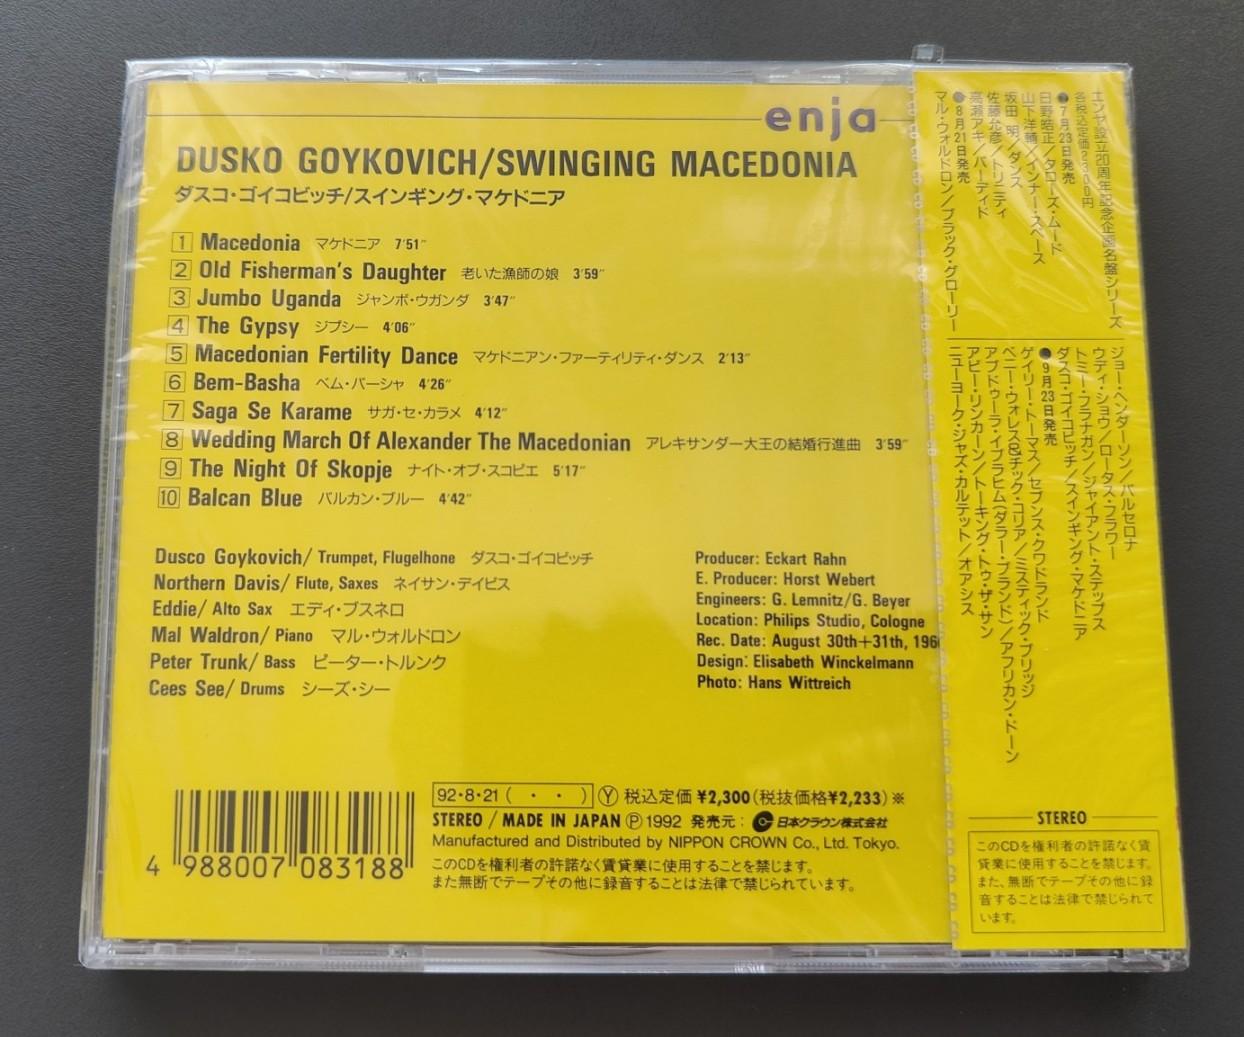 enja
DUSKO GOYKOVICH/SWINGING MACEDONIA
ダスコ・ゴイコビッチ/スインギング・マケドニア
1 Macedonia マケドニア 7'51"
2 Old Fisherman's Daughter 老いた漁師の娘 3'59"
3 Jumbo Uganda ジャンボ・ウガンダ 3'47"
4 The Gypsy ジプシー 4'06"
5 Macedonian Fertility Dance マケドニアン・ファーティリティ・ダンス 2'13"
6 Bem-Basha ベム・バーシャ 4'26"
7 Saga Se Karame サガ・セ・カラメ 4'12"
8 Wedding March Of Alexander The Macedonian アレキサンダー大王の結婚行進曲 3'59"
9 The Night Of Skopje ナイト・オブ・スコピエ 5'17"
10 Balcan Blue バルカン・ブルー 4'42"
Dusco Goykovich/ Trumpet, Flugelhone ダスコ・ゴイコビッチ
Northern Davis/ Flute, Saxes ネイサン・デイビス
Eddie/ Alto Sax エディ・ブスネロ
Mal Waldron/ Piano マル・ウォルドロン
Peter Trunk/ Bass ピーター・トルンク
Cees See/ Drums シーズ・シー
Producer: Eckart Rahn
E. Producer: Horst Webert
Engineers: G. Lemnitz/G. Beyer
Location: Philips Studio, Cologne
Rec. Date: August 30th+31th, 196
Design: Elisabeth Winckelmann
Photo: Hans Wittreich
4 988007 083188
92・8・21 ( ・ ・ ) Ⓨ 税込定価 ¥2,300(税抜価格¥2,233)※
STEREO / MADE IN JAPAN Ⓟ1992 発売元: 日本クラウン株式会社
Manufactured and Distributed by NIPPON CROWN Co., Ltd. Tokyo.
このCDを権利者の許諾なく賃貸業に使用することを禁じます。
また無断でテープその他に録音することは法律で禁じられています。
エンヤ設立20周年記念企画名盤シリーズ
各税込定価2300円
●7月23日発売
日野皓正/タローズ・ムード
山下洋輔/インナー・スペース
坂田 明/ダンス
佐藤允彦/トリニティ
高瀬アキ/パーディド
●8月21日発売
マル・ウォルドロン/ブラック・グローリー
ジョー・ヘンダーソン/バルセロナ
ウディ・ショウ/ロータス・フラワー
トミー・フラナガン/ジャイアント・ステップス
ダスコ・ゴイコビッチ/スインギング・マケドニア
●9月23日発売
ゲイリー・トーマス/セブンス・クワドランド
ベニー・ウォレス&チック・コリア/ミスティック・ブリッジ
アブドゥーラ・イブラヒム(ダラー・ブランド)/アフリカン・ドーン
アビー・リンカーン/トーキング・トゥ・ザ・サン
ニューヨーク・ジャズ・カルテット/オアシス
STEREO
このCDを権利者の許諾なく賃
貸業に使用することを禁じます。
また、無断でテープその他に録
音することは法律で禁じられて
います。